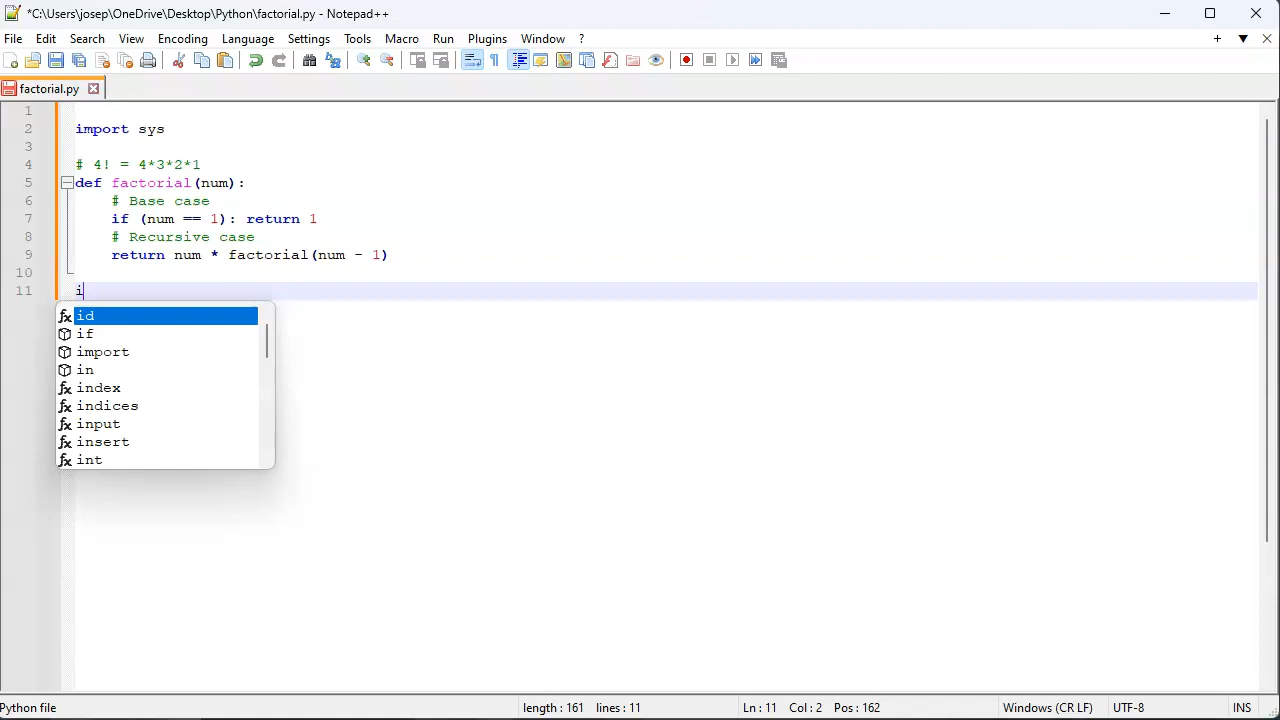 *C:\Users\josep\OneDrive\Desktop\Python\factorial.py - Notepad++
File Edit Search View Encoding Language Settings Tools Macro Run Plugins Window ?
factorial.py
1
2 import sys
3
4 # 4! = 4*3*2*1
5 def factorial(num):
6 # Base case
7 if (num == 1): return 1
8 # Recursive case
9 return num * factorial(num - 1)
10
11 i
id
if
import
in
index
indices
input
insert
int
Python file length : 161 lines : 11 Ln : 11 Col : 2 Pos : 162 Windows (CR LF) UTF-8 INS